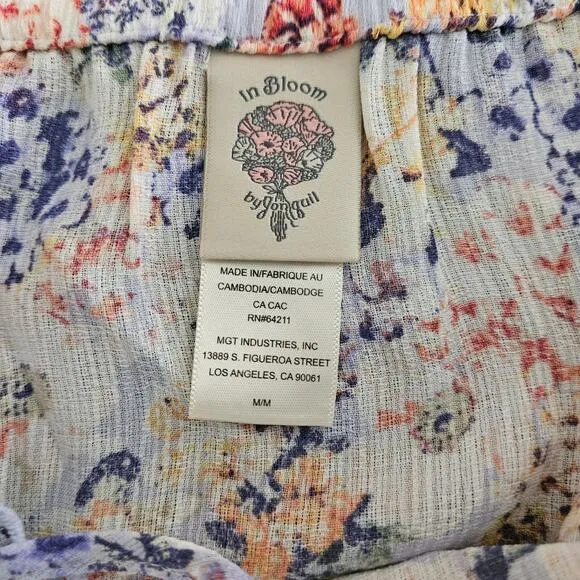 in Bloom
by Jonquil
MADE IN/FABRIQUE AU
CAMBODIA/CAMBODGE
CA CAC
RN#64211
MGT INDUSTRIES, INC
13889 S. FIGUEROA STREET
LOS ANGELES, CA 90061
M/M